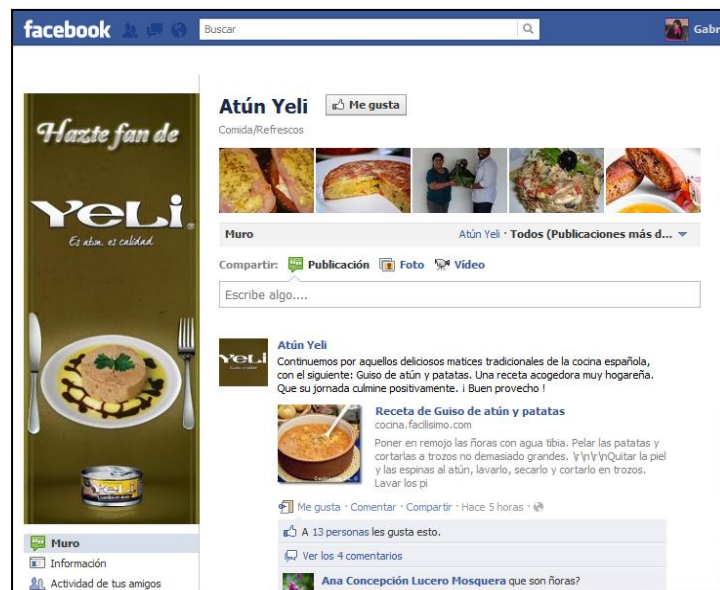 facebook
Buscar
Gabr
Hazte fan de
YeLi
Es atún, es calidad
Atún Yeli
Me gusta
Comida/Refrescos
Muro
Atún Yeli · Todos (Publicaciones más d...
Compartir: Publicación Foto Vídeo
Escribe algo....
YeLi
Atún Yeli
Continuemos por aquellos deliciosos matices tradicionales de la cocina española,
con el siguiente: Guiso de atún y patatas. Una receta acogedora muy hogareña.
Que su jornada culmine positivamente. ¡ Buen provecho !
Receta de Guiso de atún y patatas
cocina.facilisimo.com
Poner en remojo las ñoras con agua tibia. Pelar las patatas y
cortarlas a trozos no demasiado grandes. \r\n\r\nQuitar la piel
y las espinas al atún, lavarlo, secarlo y cortarlo en trozos.
Lavar los pi
Me gusta · Comentar · Compartir · Hace 5 horas ·
A 13 personas les gusta esto.
Ver los 4 comentarios
Ana Concepción Lucero Mosquera que son ñoras?
YeLi
Muro
Información
Actividad de tus amigos